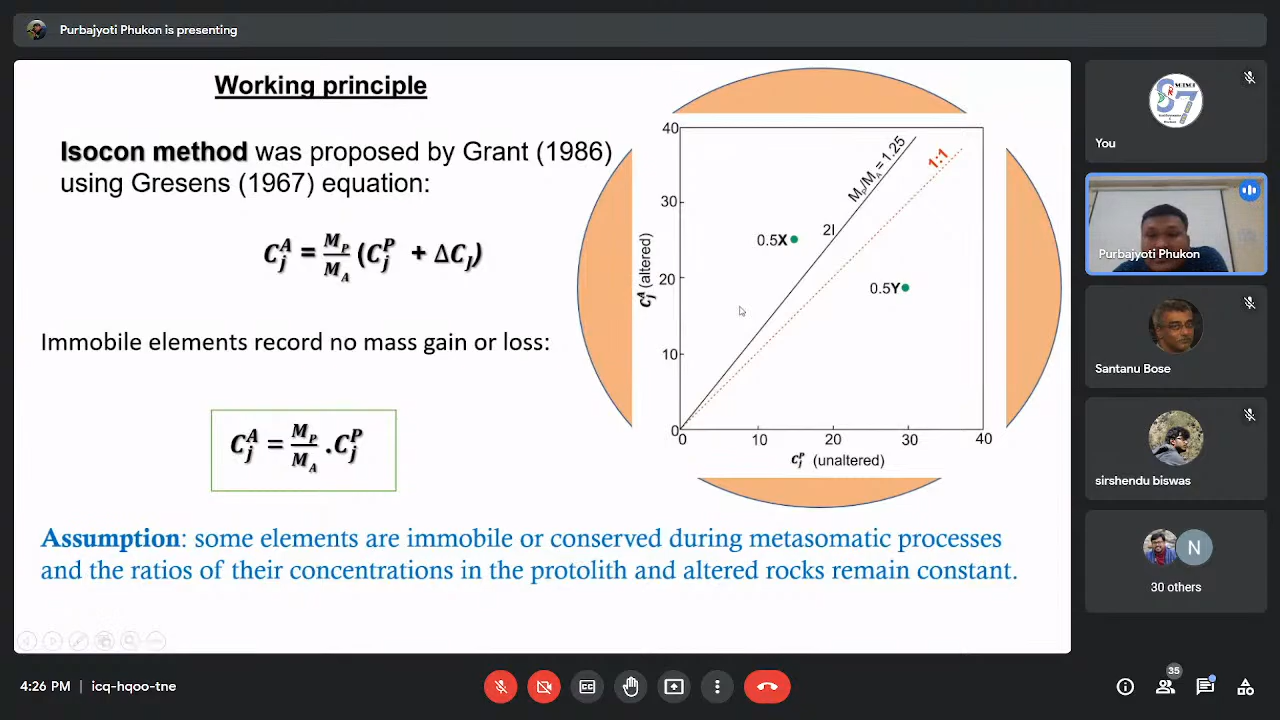 Purbajyoti Phukon is presenting
Working principle
Isocon method was proposed by Grant (1986)
using Gresens (1967) equation:
C_j^A = M_P/M_A (C_j^P + ΔC_J)
Immobile elements record no mass gain or loss:
C_j^A = M_P/M_A .C_j^P
Assumption: some elements are immobile or conserved during metasomatic processes
and the ratios of their concentrations in the protolith and altered rocks remain constant.
40
30
20
10
0
C_j^A (altered)
M_P/M_A = 1.25
1:1
2I
0.5X
0.5Y
0
10
20
30
40
C_j^P (unaltered)
You
Purbajyoti Phukon
Santanu Bose
sirshendu biswas
N
30 others
4:26 PM | icq-hqoo-tne
35